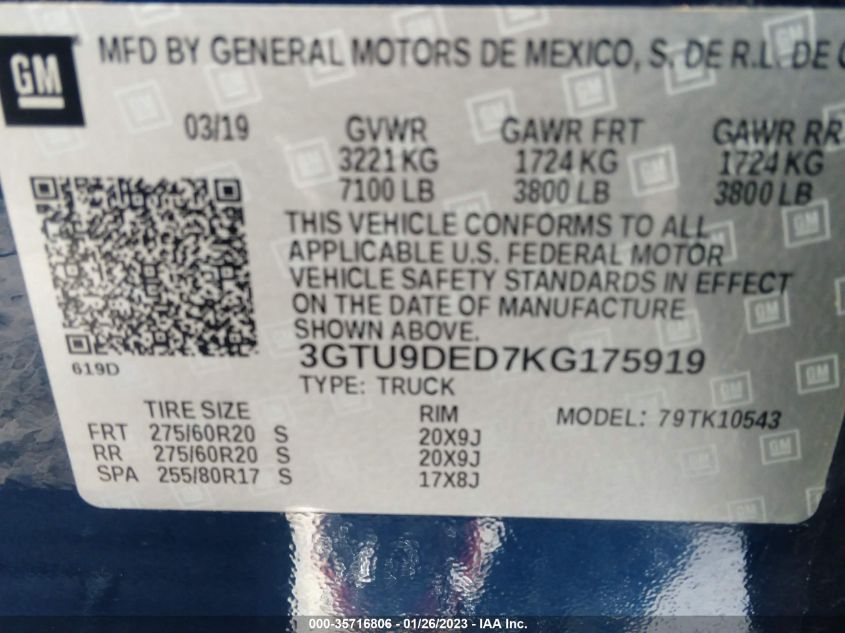 GM MFD BY GENERAL MOTORS DE MEXICO, S. DE R.L. DE
03/19 GVWR GAWR FRT GAWR RR
3221 KG 1724 KG 1724 KG
7100 LB 3800 LB 3800 LB
THIS VEHICLE CONFORMS TO ALL
APPLICABLE U.S. FEDERAL MOTOR
VEHICLE SAFETY STANDARDS IN EFFECT
ON THE DATE OF MANUFACTURE
SHOWN ABOVE.
619D 3GTU9DED7KG175919
TYPE: TRUCK
TIRE SIZE RIM MODEL: 79TK10543
FRT 275/60R20 S 20X9J
RR 275/60R20 S 20X9J
SPA 255/80R17 S 17X8J
000-35716806 - 01/26/2023 - IAA Inc.